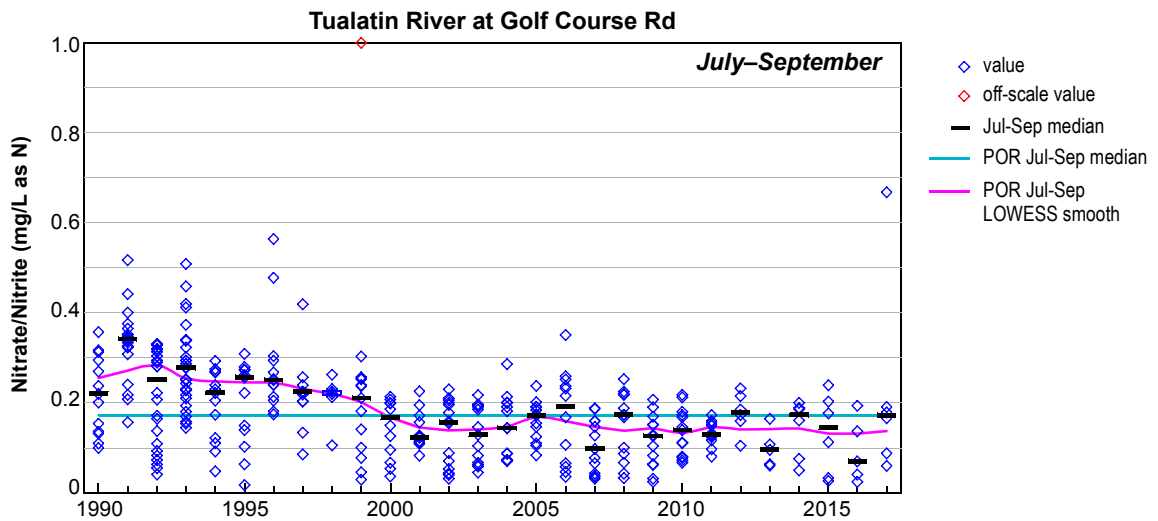 Tualatin River at Golf Course Rd
July–September
Nitrate/Nitrite (mg/L as N)
1.0
0.8
0.6
0.4
0.2
0
1990
1995
2000
2005
2010
2015
value
off-scale value
Jul-Sep median
POR Jul-Sep median
POR Jul-Sep
LOWESS smooth